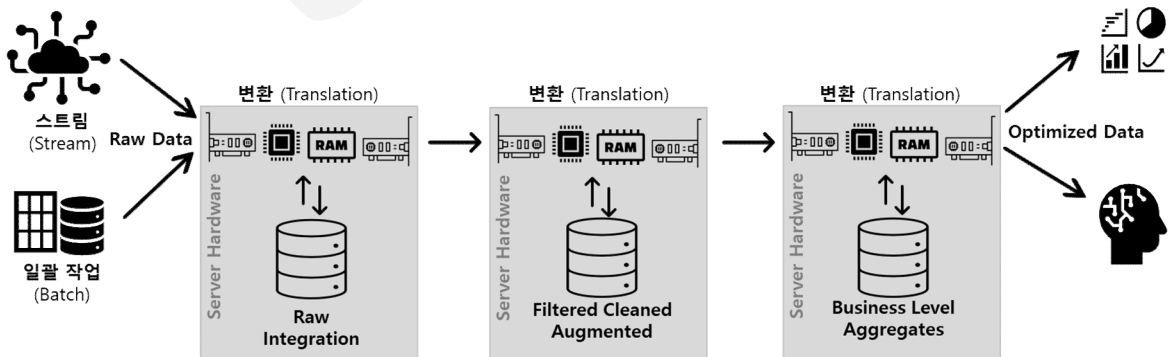 스트림
(Stream)
Raw Data
일괄 작업
(Batch)
변환 (Translation)
RAM
Server Hardware
Raw
Integration
변환 (Translation)
RAM
Server Hardware
Filtered Cleaned
Augmented
변환 (Translation)
RAM
Server Hardware
Business Level
Aggregates
Optimized Data